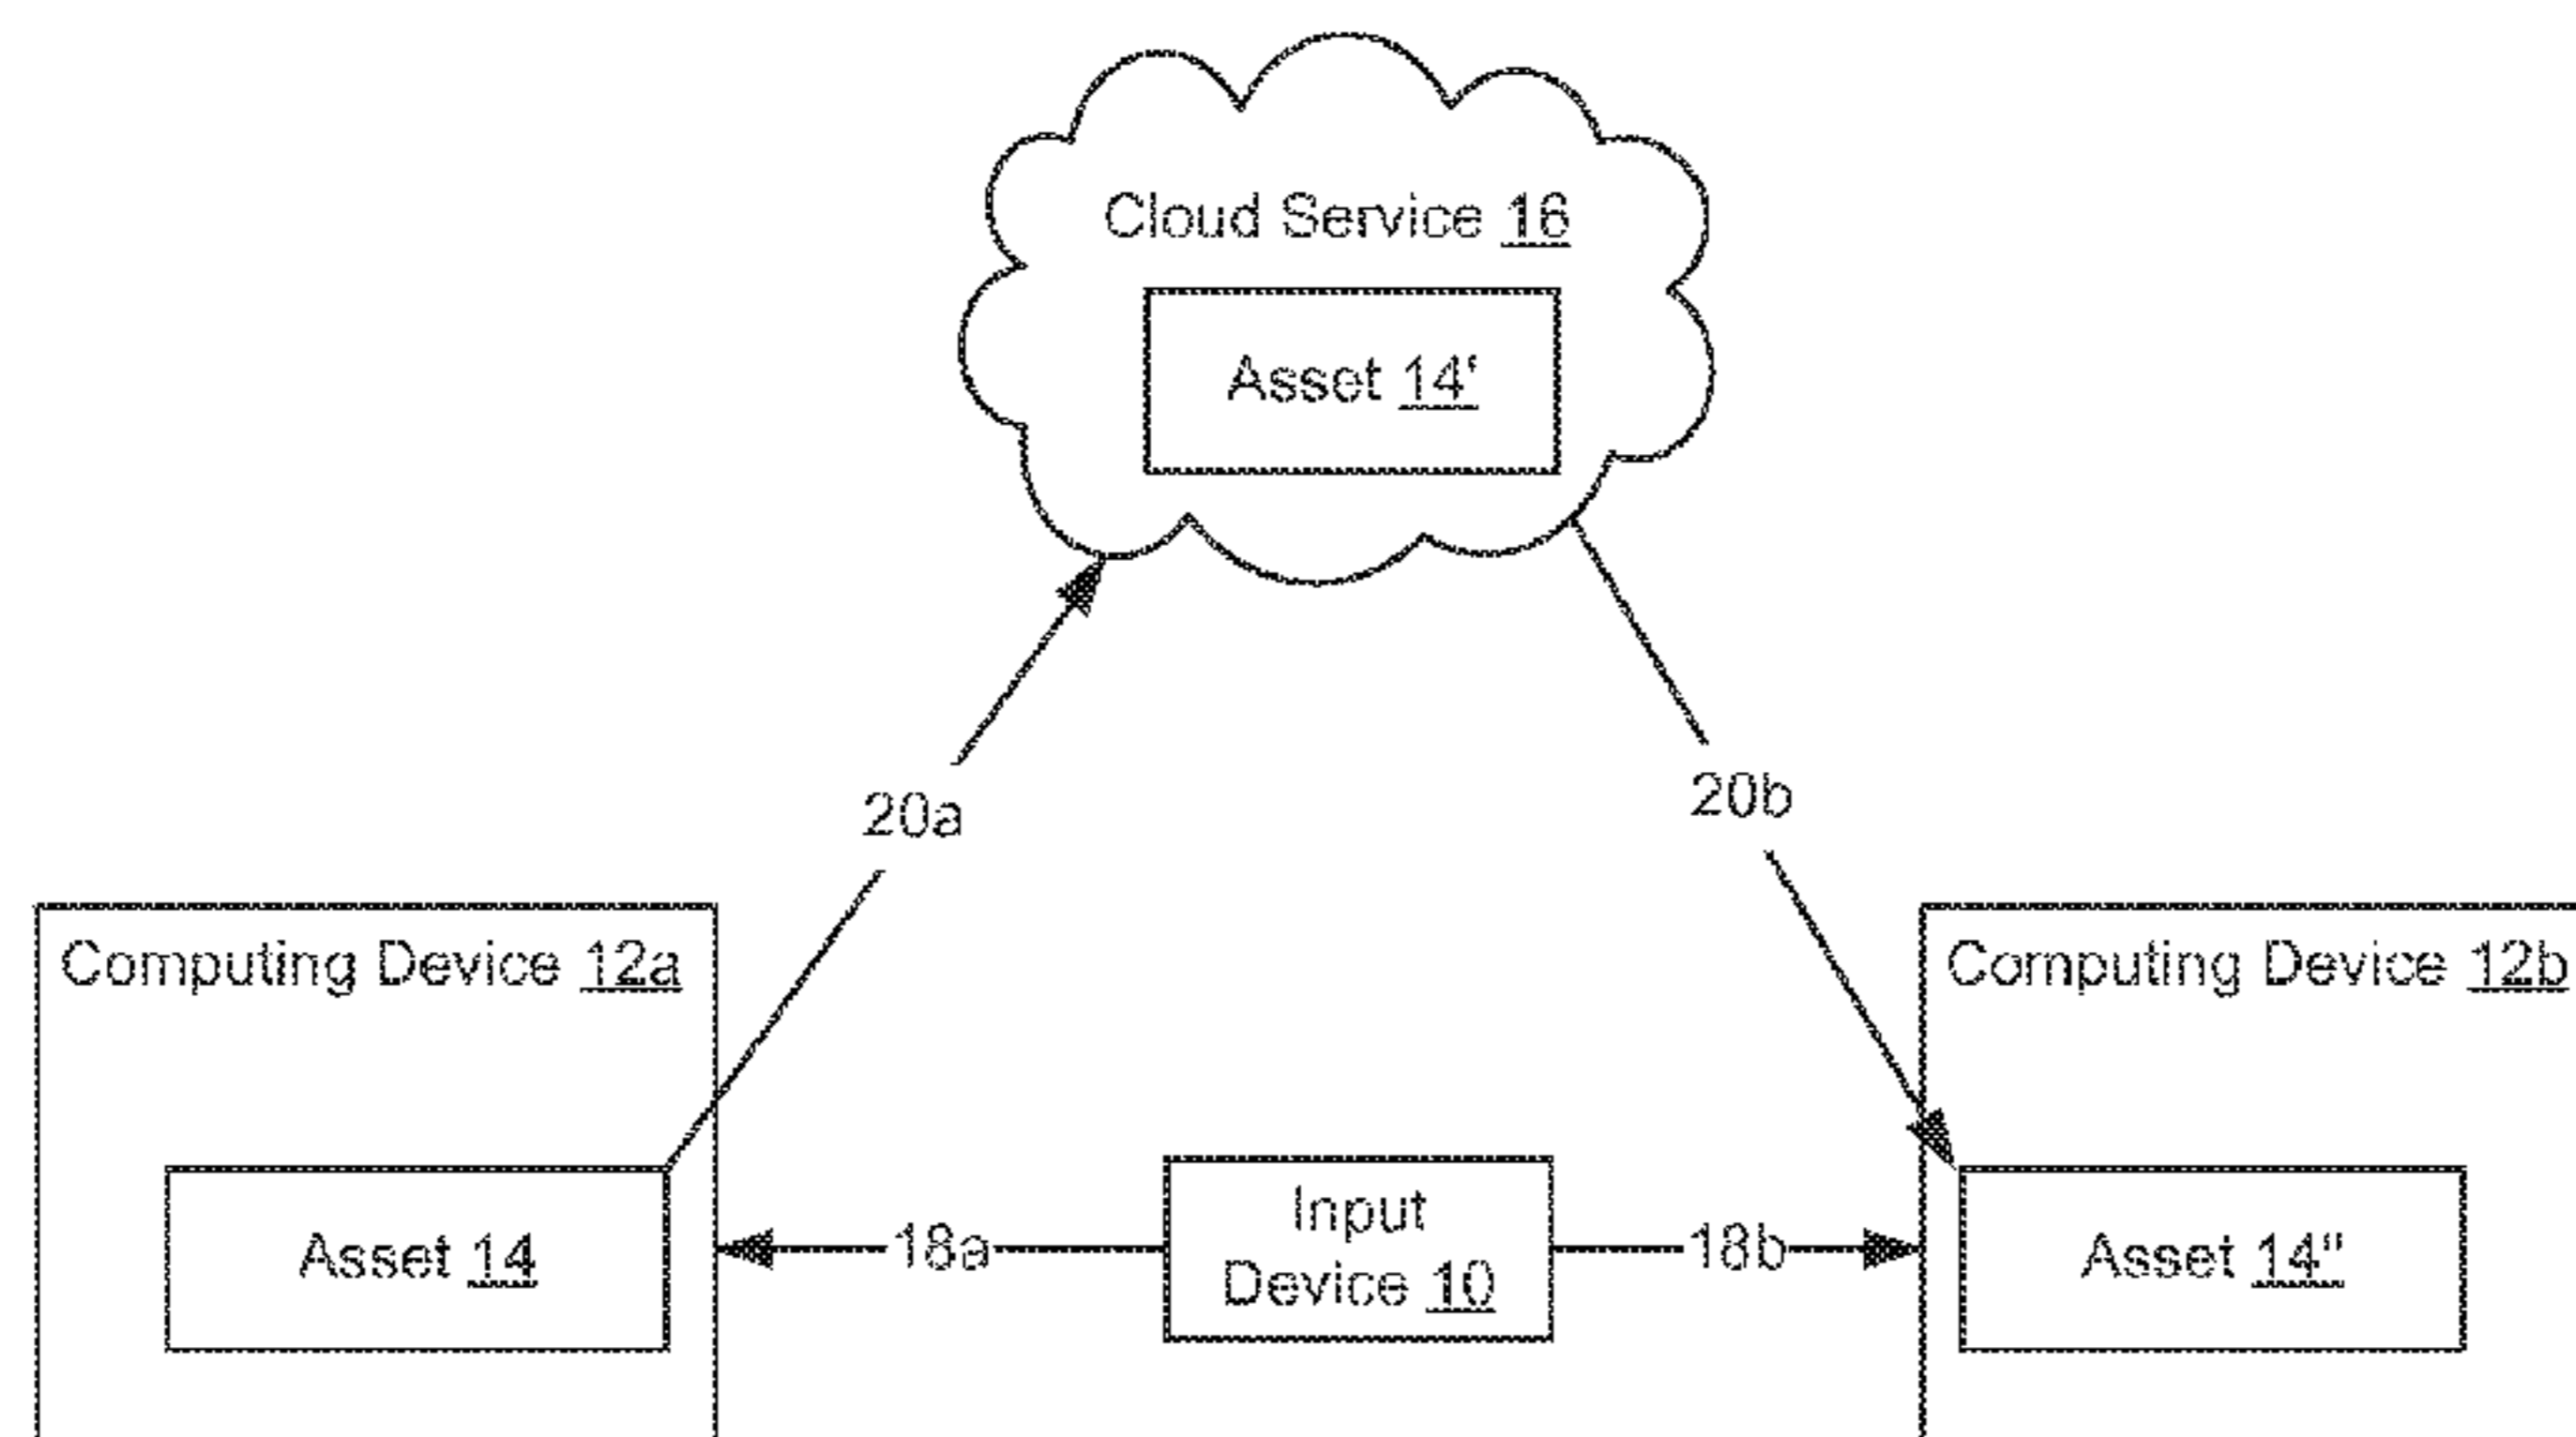 Cloud Service 16
Asset 14'
20a
20b
Computing Device 12a
Computing Device 12b
Asset 14
18a
Input
Device 10
18b
Asset 14"